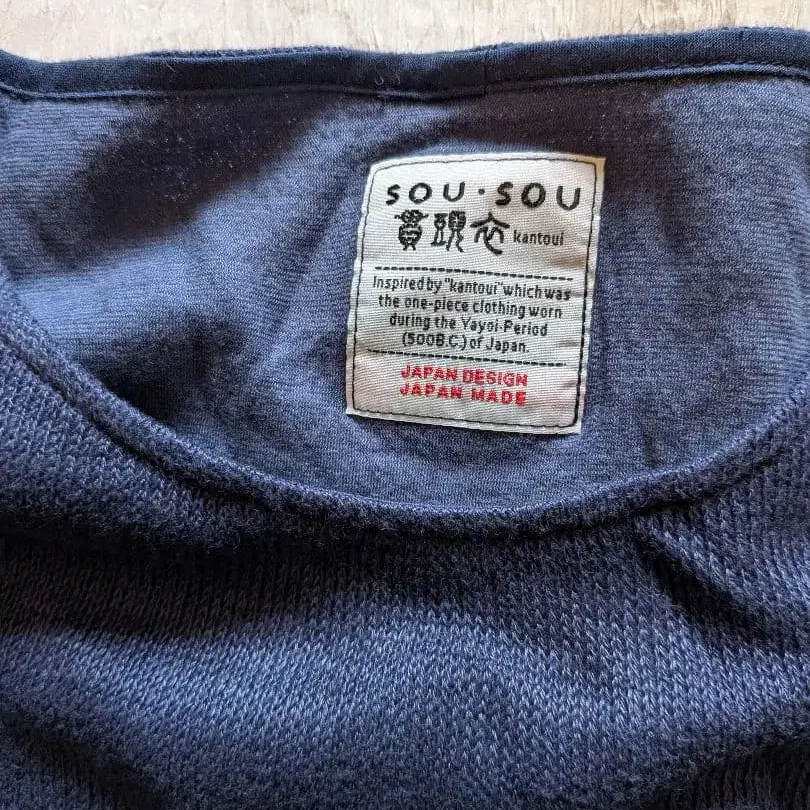 SOU・SOU
貫頭衣 kantoui
Inspired by "kantoui" which was
the one-piece clothing worn
during the Yayoi-Period
(500B.C.) of Japan.
JAPAN DESIGN
JAPAN MADE